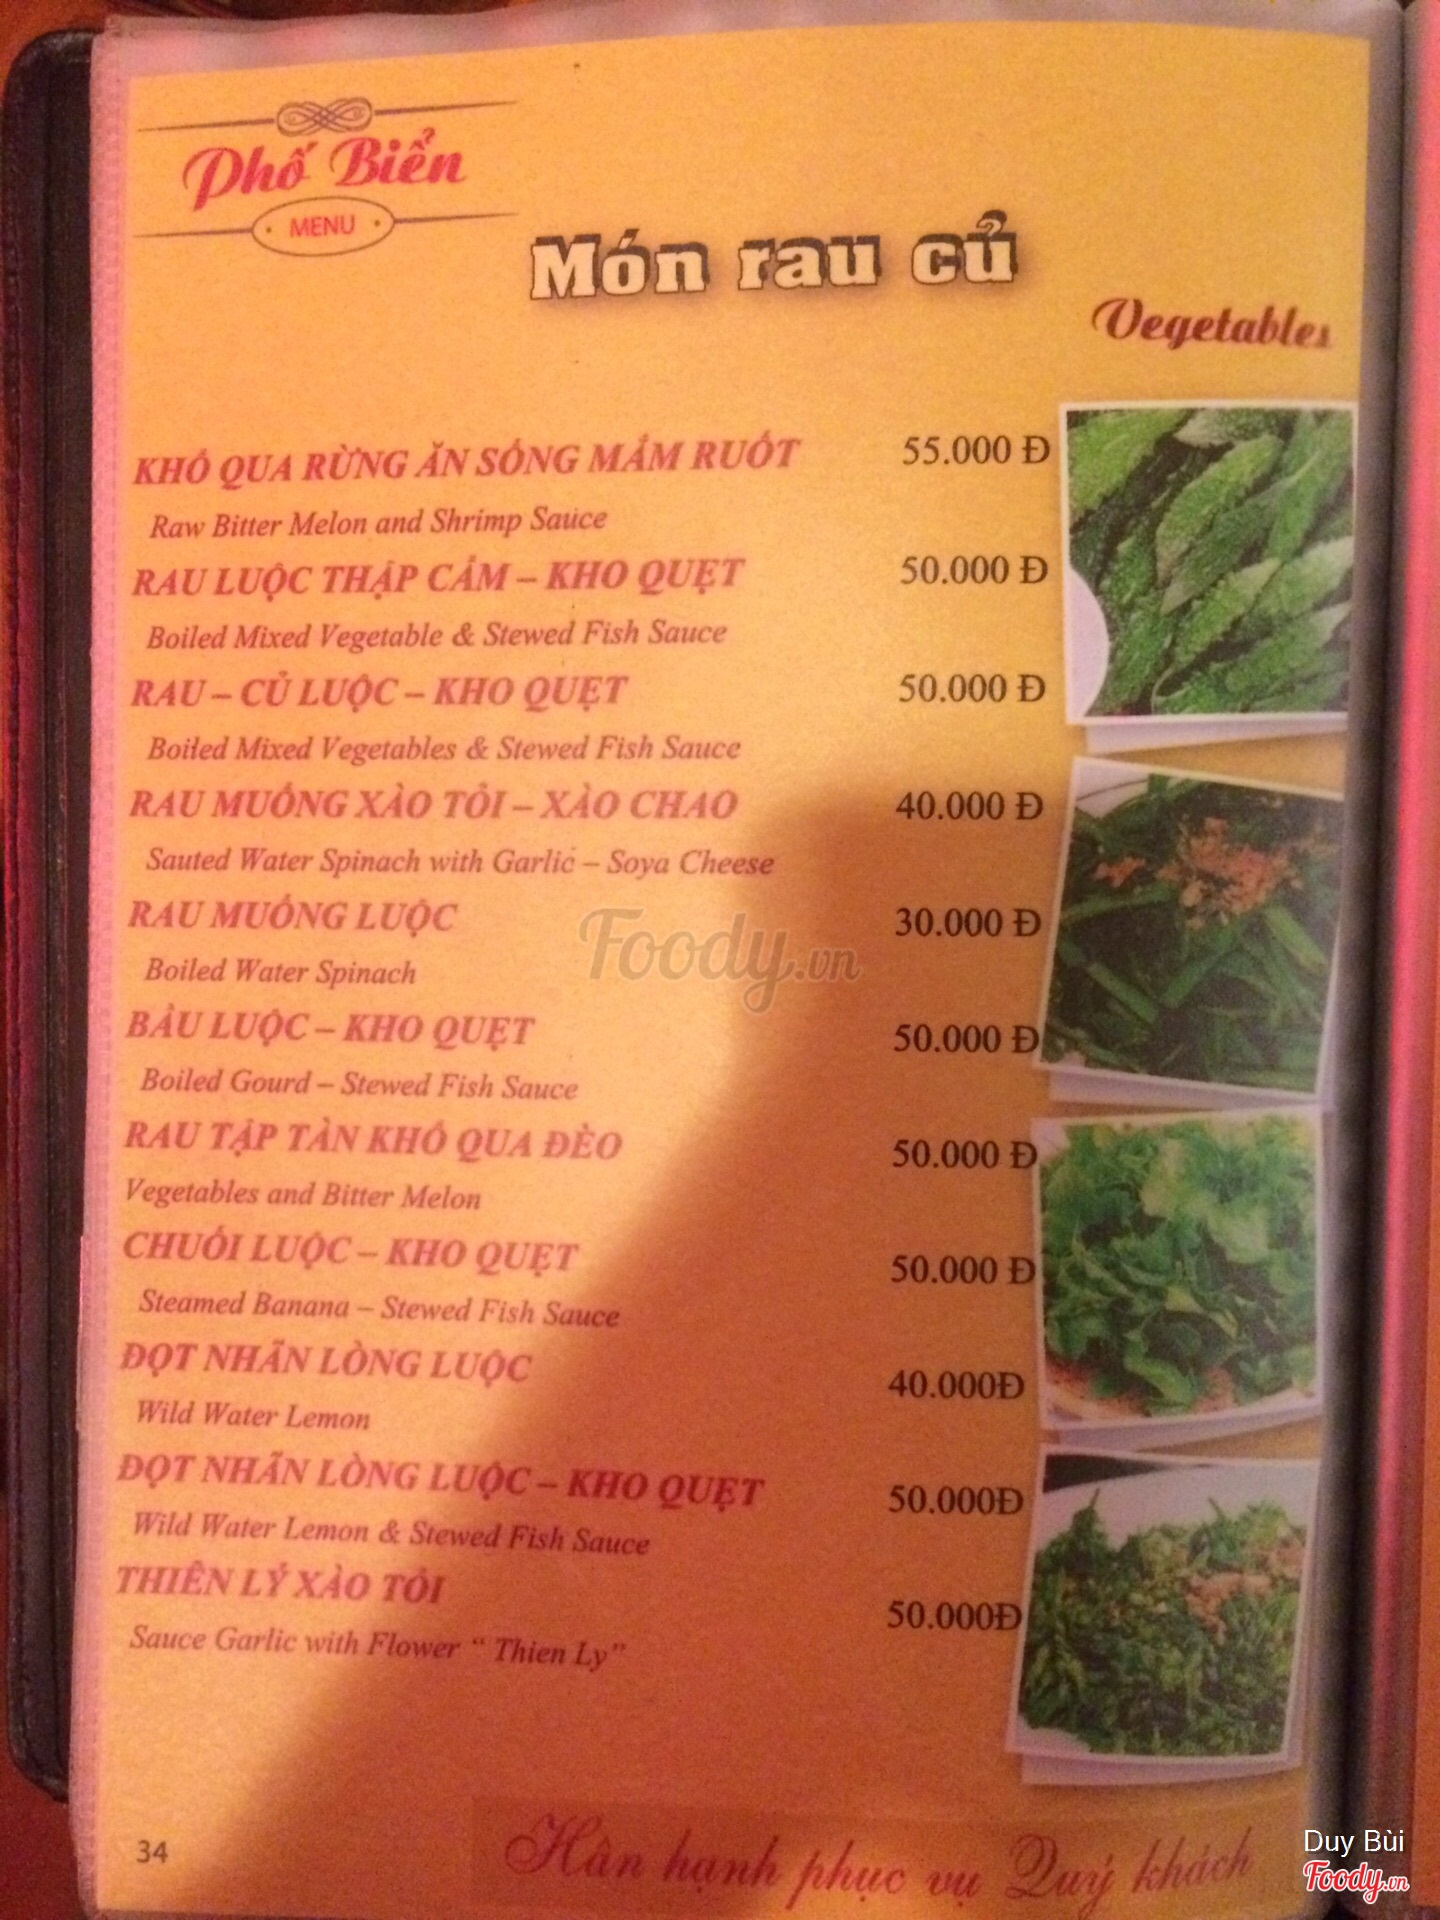 Phố Biển
MENU
Món rau củ
Vegetables
KHỔ QUA RỪNG ĂN SỐNG MẮM RUỐT 55.000 Đ
Raw Bitter Melon and Shrimp Sauce
RAU LUỘC THẬP CẨM – KHO QUẸT 50.000 Đ
Boiled Mixed Vegetable & Stewed Fish Sauce
RAU – CỦ LUỘC – KHO QUẸT 50.000 Đ
Boiled Mixed Vegetables & Stewed Fish Sauce
RAU MUỐNG XÀO TỎI – XÀO CHAO 40.000 Đ
Sauted Water Spinach with Garlic – Soya Cheese
RAU MUỐNG LUỘC 30.000 Đ
Boiled Water Spinach
BẦU LUỘC – KHO QUẸT 50.000 Đ
Boiled Gourd – Stewed Fish Sauce
RAU TẬP TÀN KHỔ QUA ĐÈO 50.000 Đ
Vegetables and Bitter Melon
CHUỐI LUỘC – KHO QUẸT 50.000 Đ
Steamed Banana – Stewed Fish Sauce
ĐỌT NHÃN LÒNG LUỘC 40.000Đ
Wild Water Lemon
ĐỌT NHÃN LÒNG LUỘC – KHO QUẸT 50.000Đ
Wild Water Lemon & Stewed Fish Sauce
THIÊN LÝ XÀO TỎI 50.000Đ
Sauce Garlic with Flower “ Thien Ly”
34
Hân hạnh phục vụ Quý khách
Foody.vn
Duy Bùi
Foody.vn